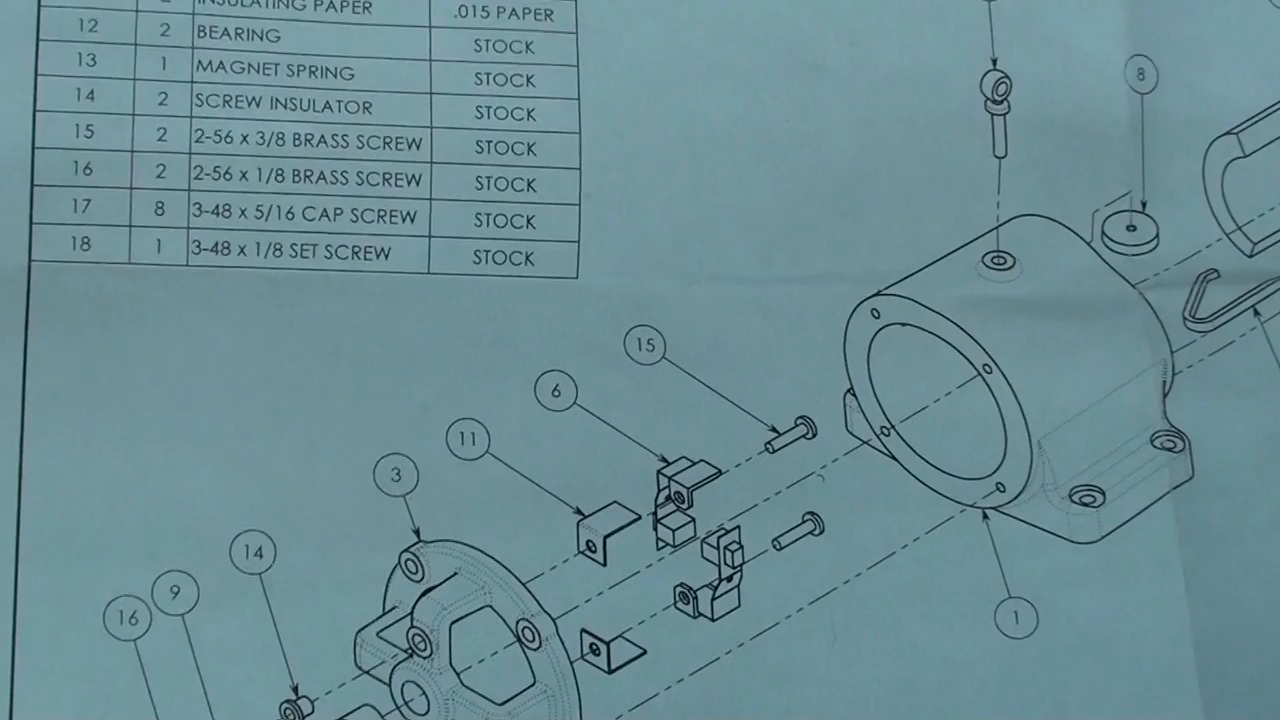 INSULATING PAPER .015 PAPER
12 2 BEARING STOCK
13 1 MAGNET SPRING STOCK
14 2 SCREW INSULATOR STOCK
15 2 2-56 x 3/8 BRASS SCREW STOCK
16 2 2-56 x 1/8 BRASS SCREW STOCK
17 8 3-48 x 5/16 CAP SCREW STOCK
18 1 3-48 x 1/8 SET SCREW STOCK
8
15
6
11
3
14
9
16
1